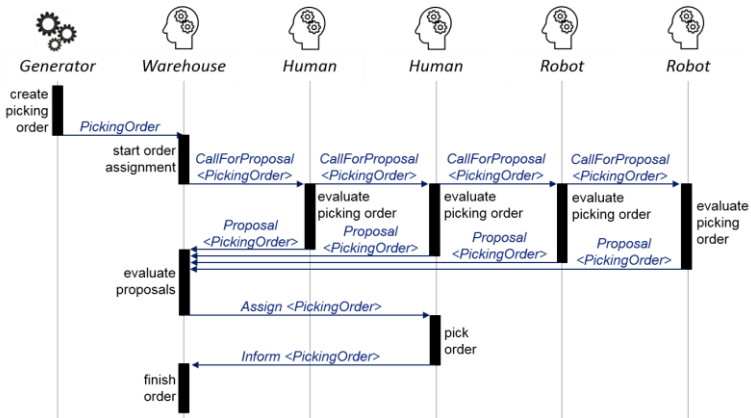 Generator
Warehouse
Human
Human
Robot
Robot
create
picking
order
PickingOrder
start order
assignment
CallForProposal
<PickingOrder>
CallForProposal
<PickingOrder>
CallForProposal
<PickingOrder>
CallForProposal
<PickingOrder>
evaluate
picking order
evaluate
picking order
evaluate
picking order
evaluate
picking
order
Proposal
<PickingOrder>
Proposal
<PickingOrder>
Proposal
<PickingOrder>
Proposal
<PickingOrder>
evaluate
proposals
Assign <PickingOrder>
pick
order
Inform <PickingOrder>
finish
order